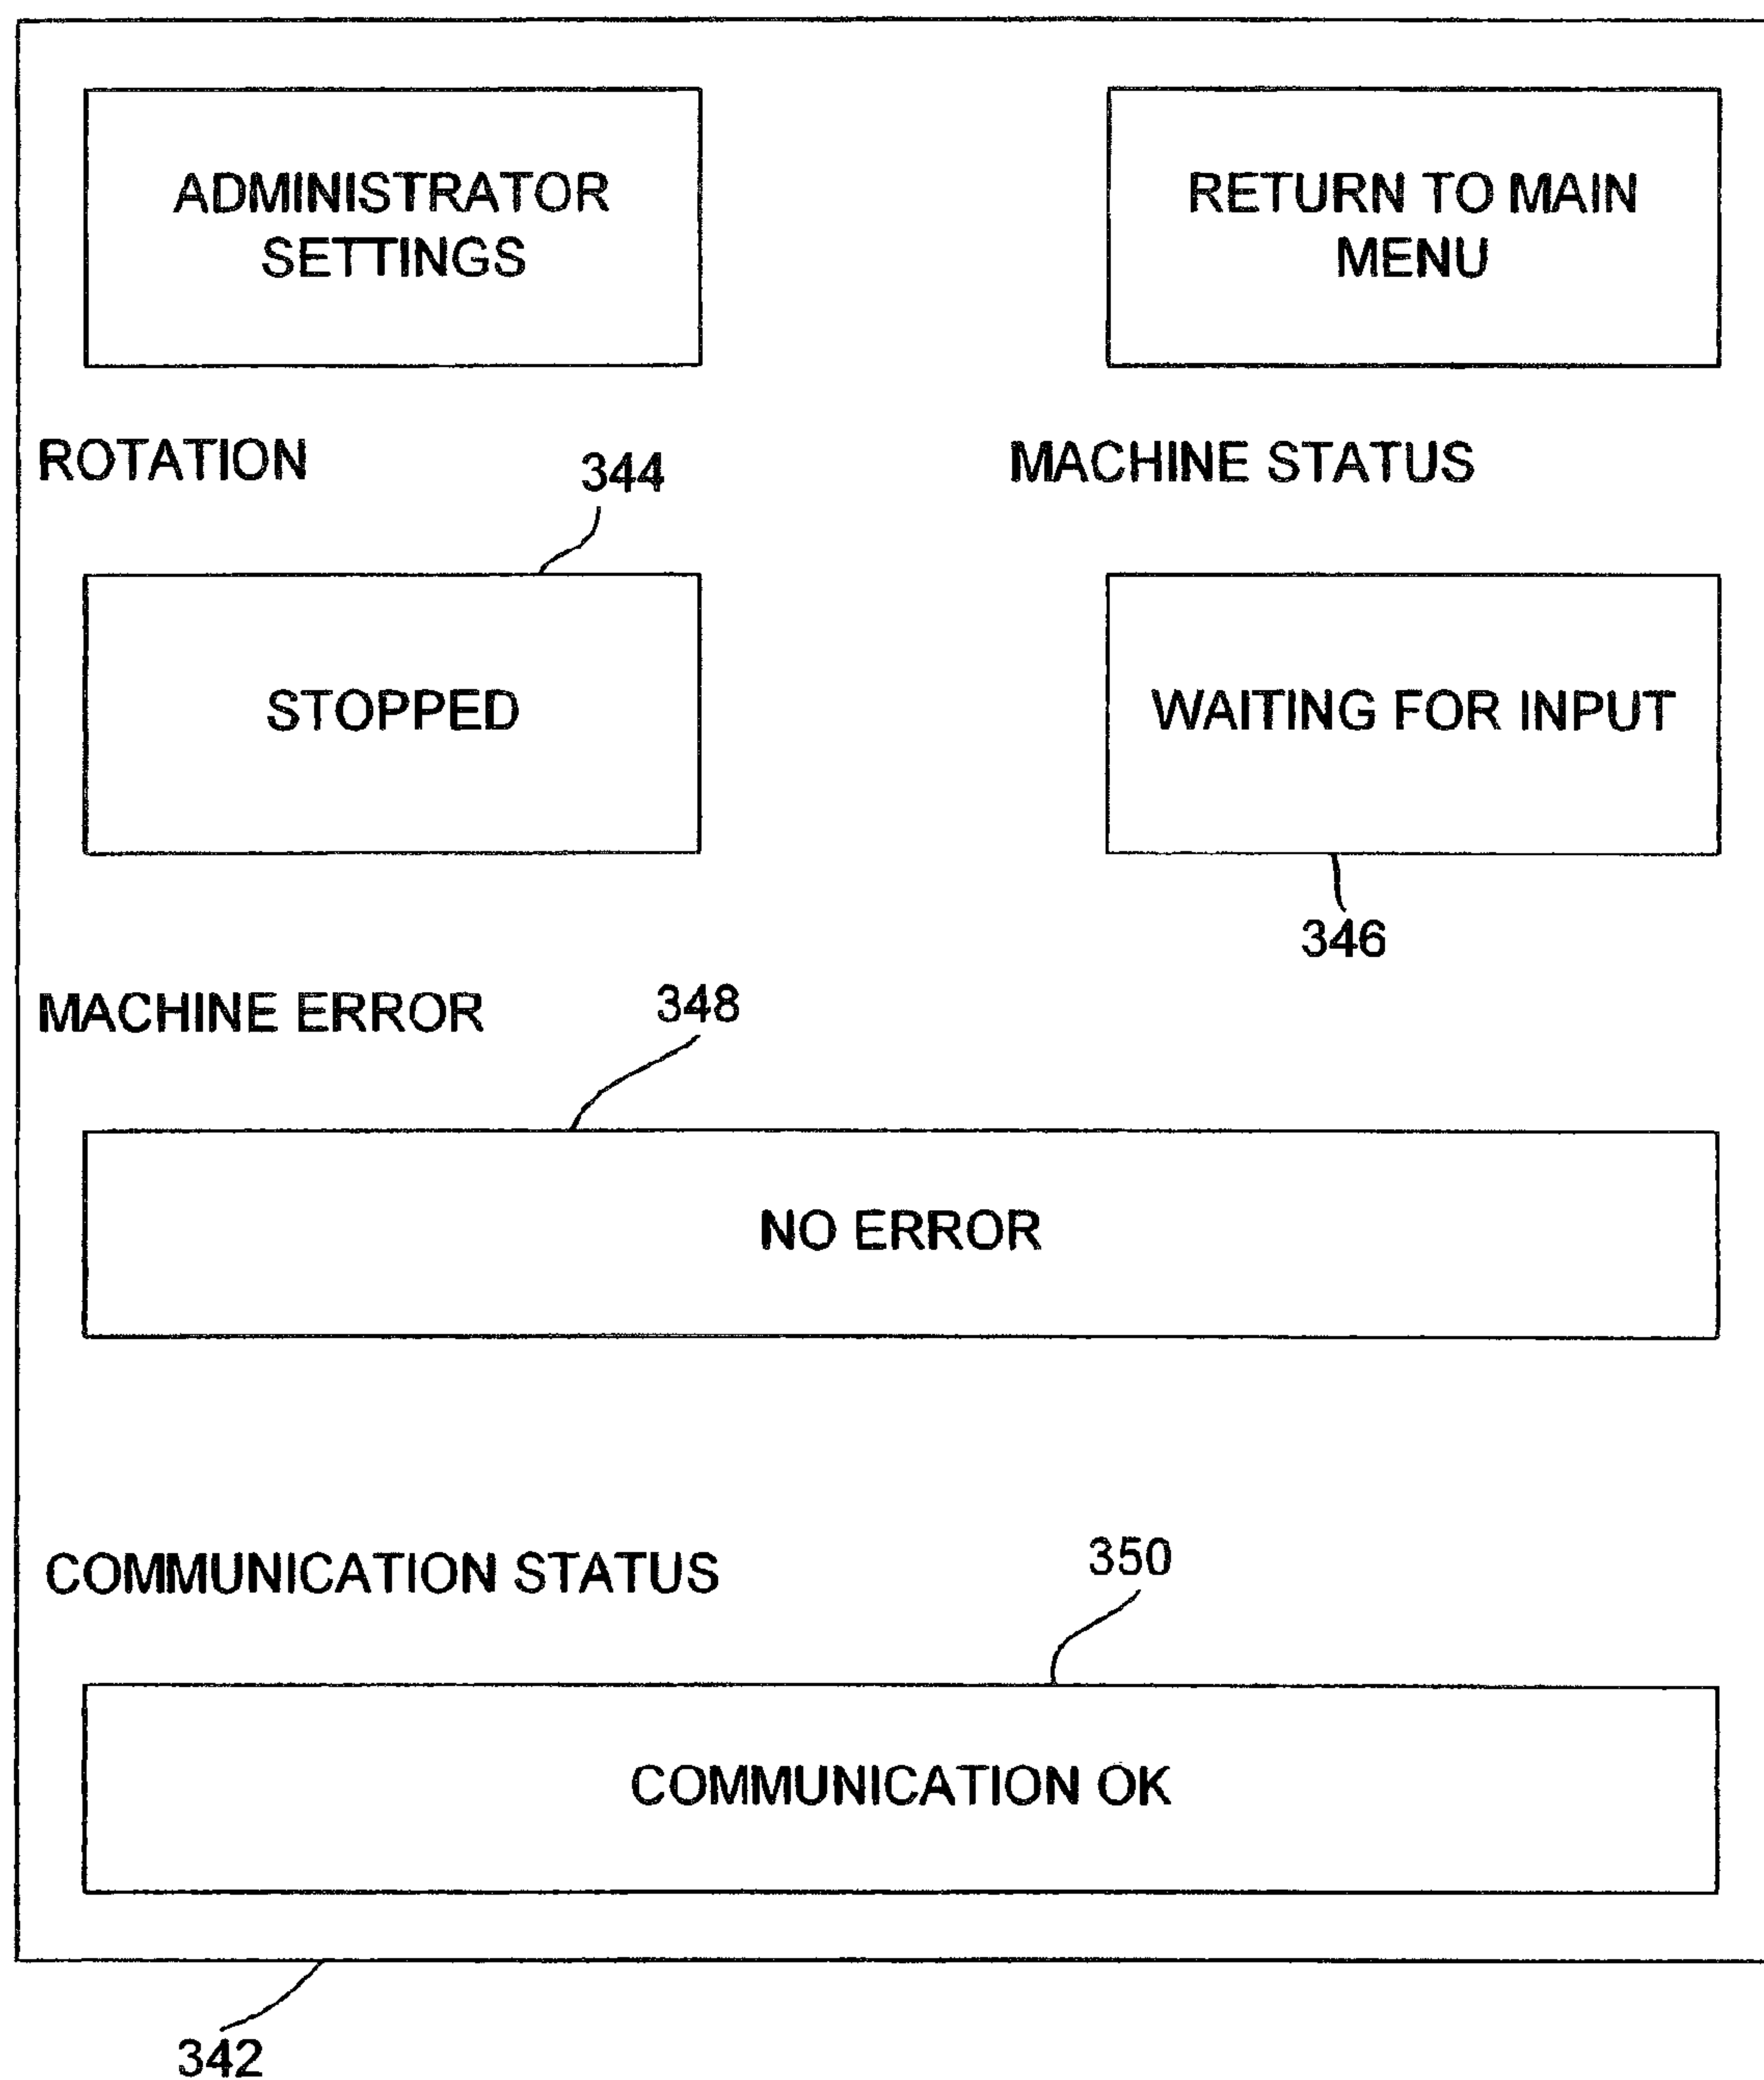 ADMINISTRATOR
SETTINGS
RETURN TO MAIN
MENU
ROTATION
344
MACHINE STATUS
STOPPED
WAITING FOR INPUT
346
MACHINE ERROR
348
NO ERROR
COMMUNICATION STATUS
350
COMMUNICATION OK
342